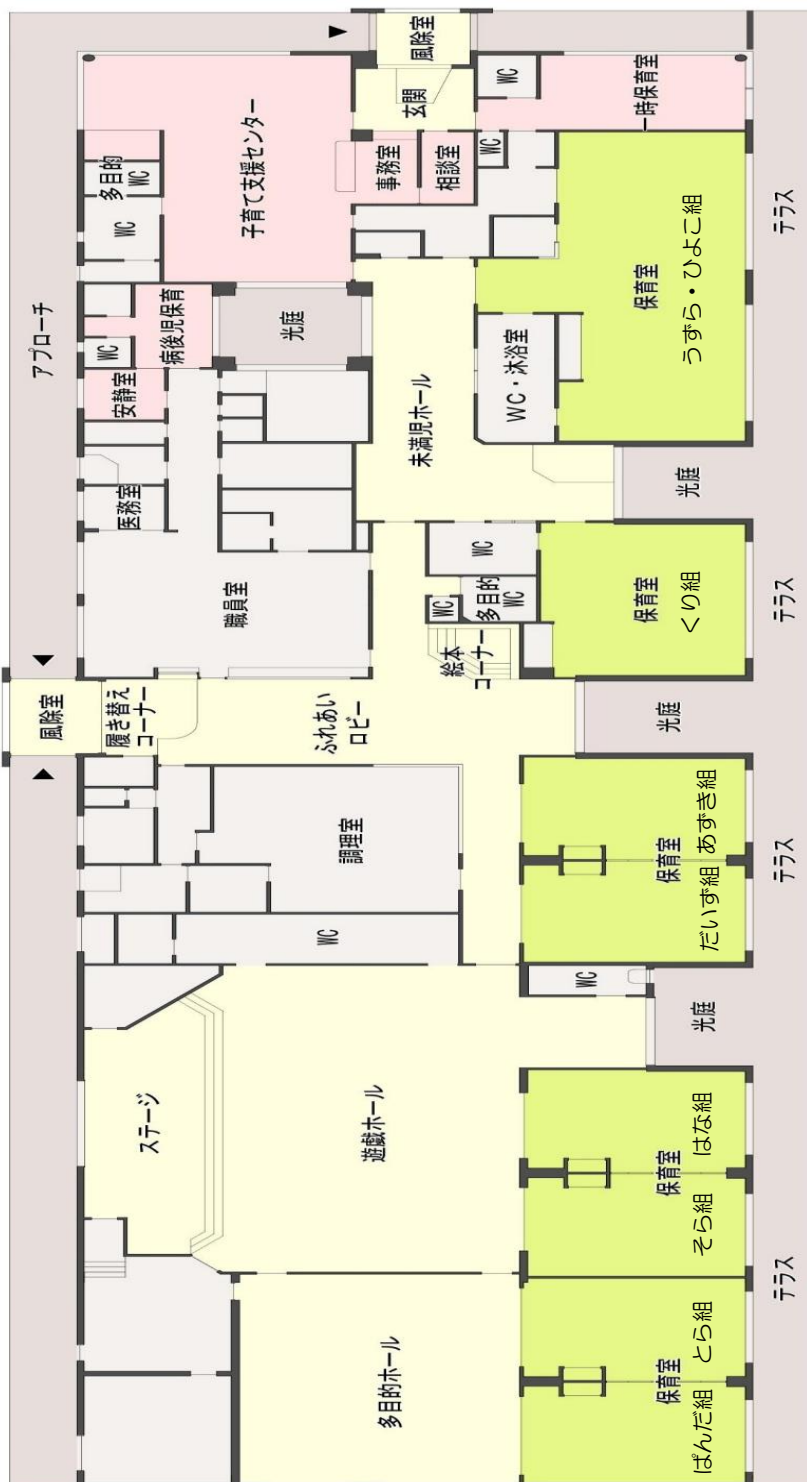 風除室
玄関
WC
一時保育室
子育て支援センター
事務室
相談室
WC
多目的
WC
WC
アプローチ
病後児保育
WC
安静室
光庭
保育室
うずら・ひよこ組
テラス
WC・沐浴室
未満児ホール
医務室
光庭
職員室
WC
多目的
WC
WC
保育室
くり組
テラス
絵本
コーナー
風除室
履き替え
コーナー
ふれあい
ロビー
光庭
調理室
保育室
あずき組
だいず組
テラス
WC
WC
光庭
ステージ
遊戯ホール
保育室
はな組
そら組
テラス
多目的ホール
保育室
とら組
ぱんだ組